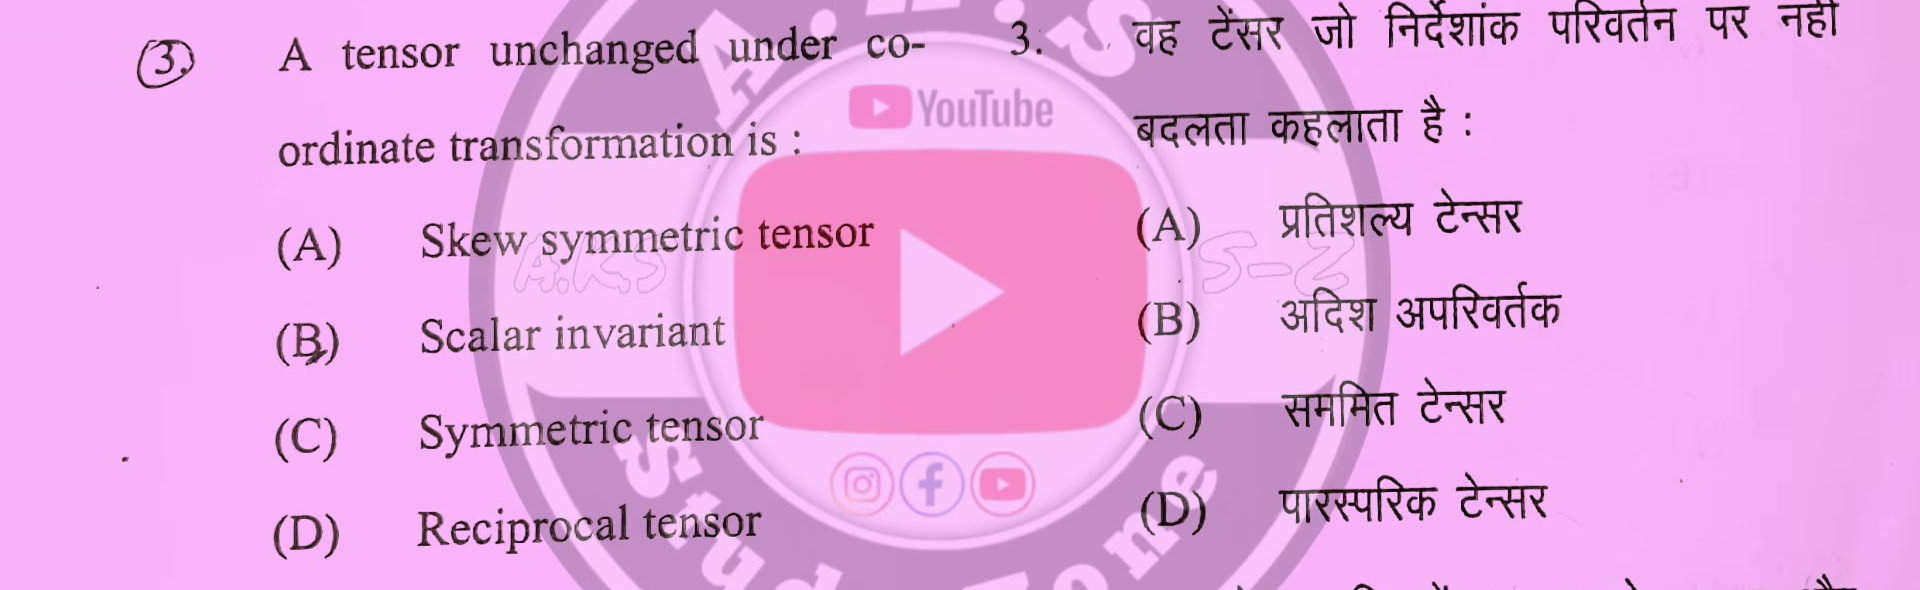 (3.) A tensor unchanged under co-
ordinate transformation is :
(A) Skew symmetric tensor
(B) Scalar invariant
(C) Symmetric tensor
(D) Reciprocal tensor
3. वह टेंसर जो निर्देशांक परिवर्तन पर नहीं
बदलता कहलाता है :
(A) प्रतिशल्य टेन्सर
(B) अदिश अपरिवर्तक
(C) सममित टेन्सर
(D) पारस्परिक टेन्सर
YouTube
A.K.S
S-Z